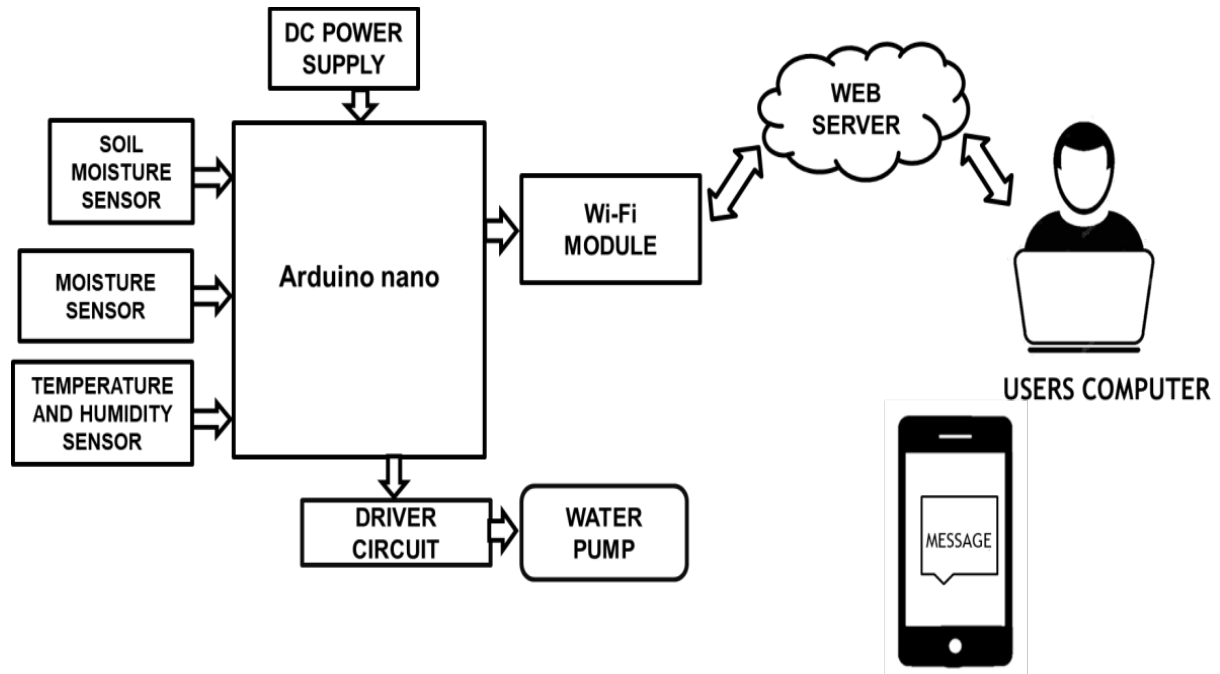 DC POWER
SUPPLY
SOIL
MOISTURE
SENSOR
MOISTURE
SENSOR
TEMPERATURE
AND HUMIDITY
SENSOR
Arduino nano
Wi-Fi
MODULE
WEB
SERVER
USERS COMPUTER
DRIVER
CIRCUIT
WATER
PUMP
MESSAGE